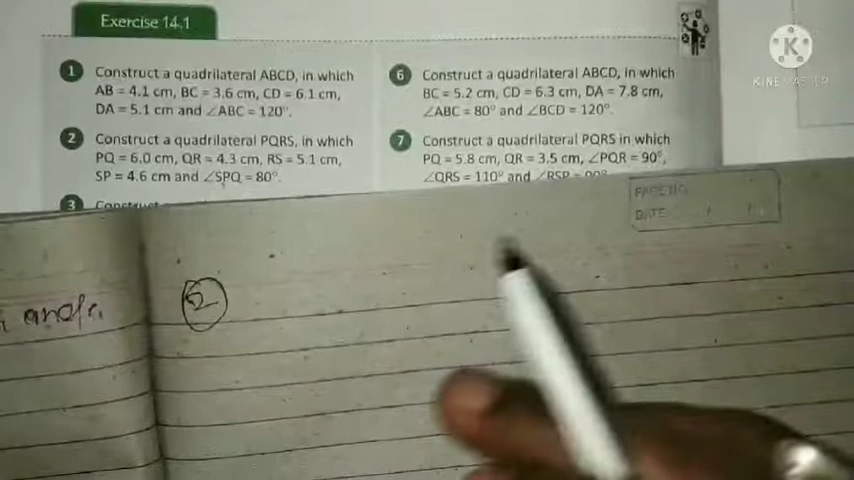 Exercise 14.1
1 Construct a quadrilateral ABCD, in which
AB = 4.1 cm, BC = 3.6 cm, CD = 6.1 cm,
DA = 5.1 cm and ∠ABC = 120°.
2 Construct a quadrilateral PQRS, in which
PQ = 6.0 cm, QR = 4.3 cm, RS = 5.1 cm,
SP = 4.6 cm and ∠SPQ = 80°.
3 Construct
6 Construct a quadrilateral ABCD, in which
BC = 5.2 cm, CD = 6.3 cm, DA = 7.8 cm,
∠ABC = 80° and ∠BCD = 120°.
7 Construct a quadrilateral PQRS in which
PQ = 5.8 cm, QR = 3.5 cm, ∠PQR = 90°,
∠QRS = 110° and ∠RSP = 90°
K
KINEMASTER
PAGE NO
DATE / /
2